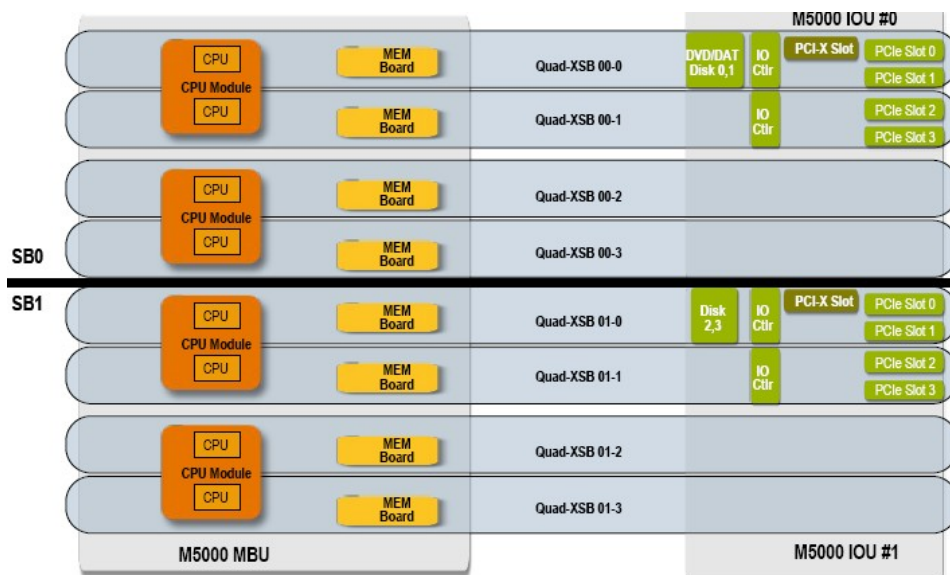 M5000 IOU #0
CPU
CPU Module
CPU
MEM
Board
Quad-XSB 00-0
DVD/DAT
Disk 0,1
IO
Ctlr
PCI-X Slot
PCIe Slot 0
PCIe Slot 1
MEM
Board
Quad-XSB 00-1
IO
Ctlr
PCIe Slot 2
PCIe Slot 3
CPU
CPU Module
CPU
MEM
Board
Quad-XSB 00-2
MEM
Board
Quad-XSB 00-3
SB0
SB1
CPU
CPU Module
CPU
MEM
Board
Quad-XSB 01-0
Disk
2,3
IO
Ctlr
PCI-X Slot
PCIe Slot 0
PCIe Slot 1
MEM
Board
Quad-XSB 01-1
IO
Ctlr
PCIe Slot 2
PCIe Slot 3
CPU
CPU Module
CPU
MEM
Board
Quad-XSB 01-2
MEM
Board
Quad-XSB 01-3
M5000 MBU
M5000 IOU #1